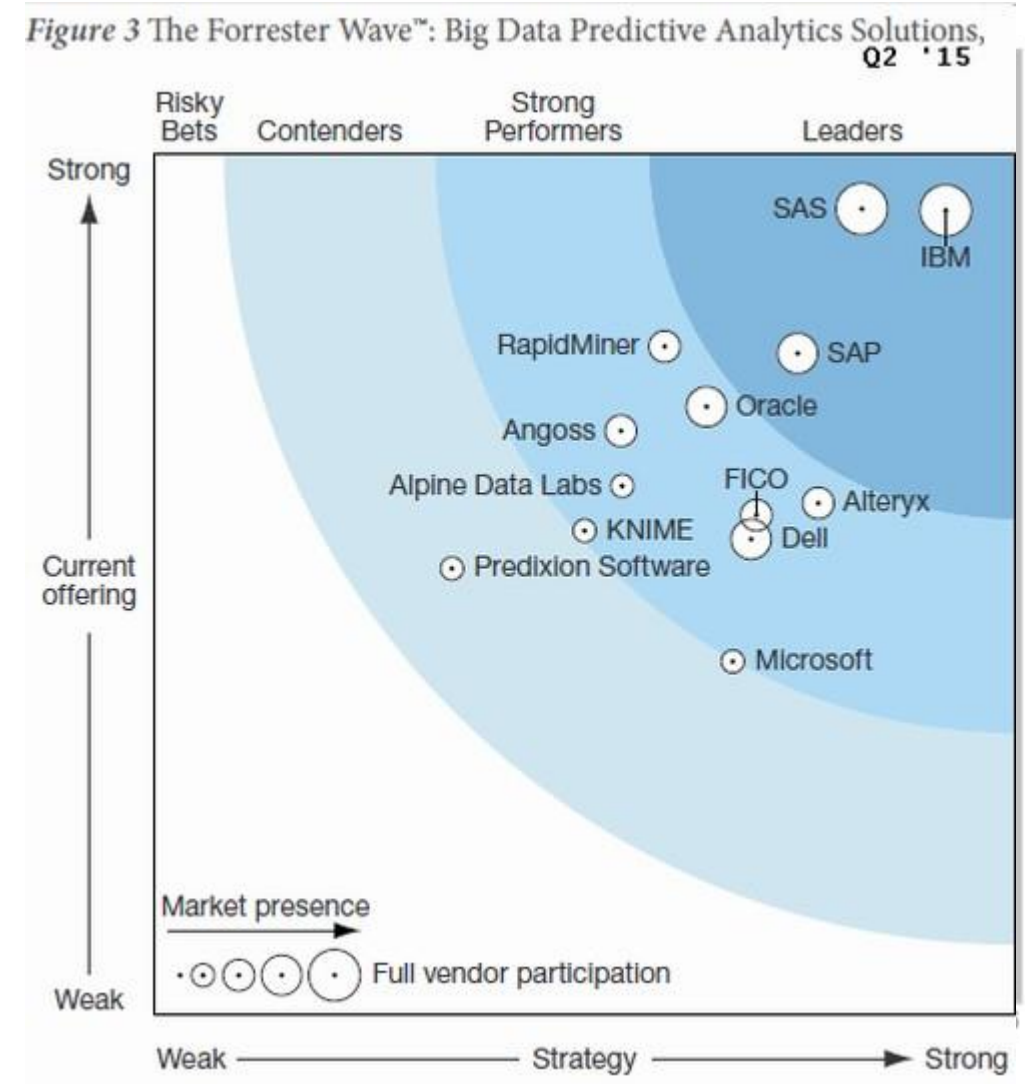 Figure 3 The Forrester Wave™: Big Data Predictive Analytics Solutions,
Q2 '15
Risky
Bets
Contenders
Strong
Performers
Leaders
Strong
SAS
IBM
RapidMiner
SAP
Oracle
Angoss
FICO
Alpine Data Labs
Alteryx
KNIME
Dell
Predixion Software
Current
offering
Microsoft
Market presence
Full vendor participation
Weak
Weak
Strategy
Strong